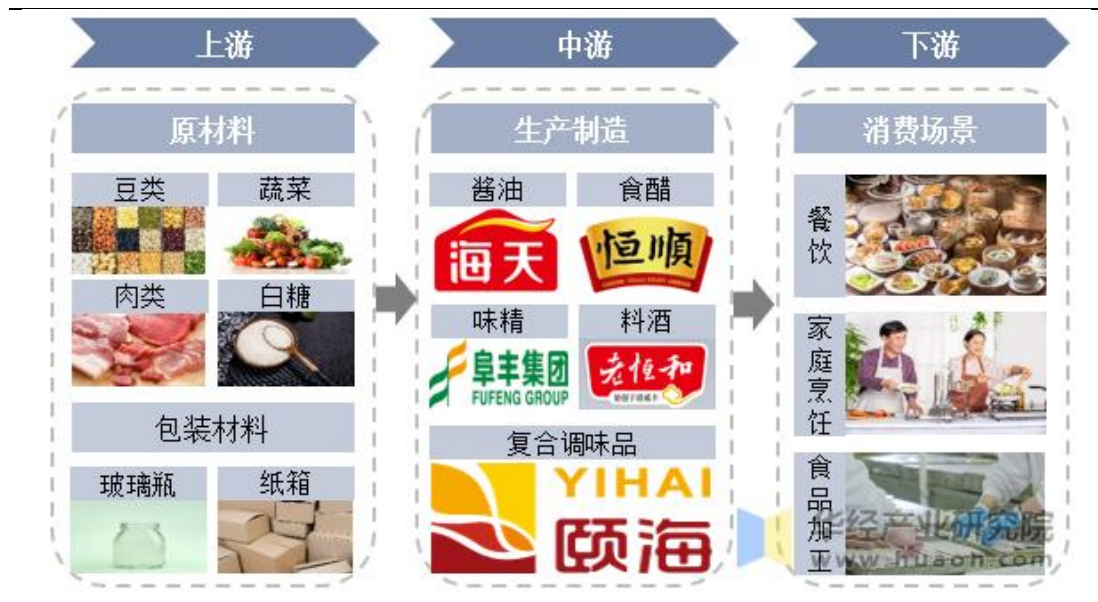 上游
中游
下游
原材料
生产制造
消费场景
豆类
蔬菜
肉类
白糖
包装材料
玻璃瓶
纸箱
酱油
食醋
海天
恒順
味精
料酒
阜丰集团
FUFENG GROUP
老恒和
复合调味品
YIHAI
颐海
餐饮
家庭烹饪
食品加工
华经产业研究院
www.huaon.com